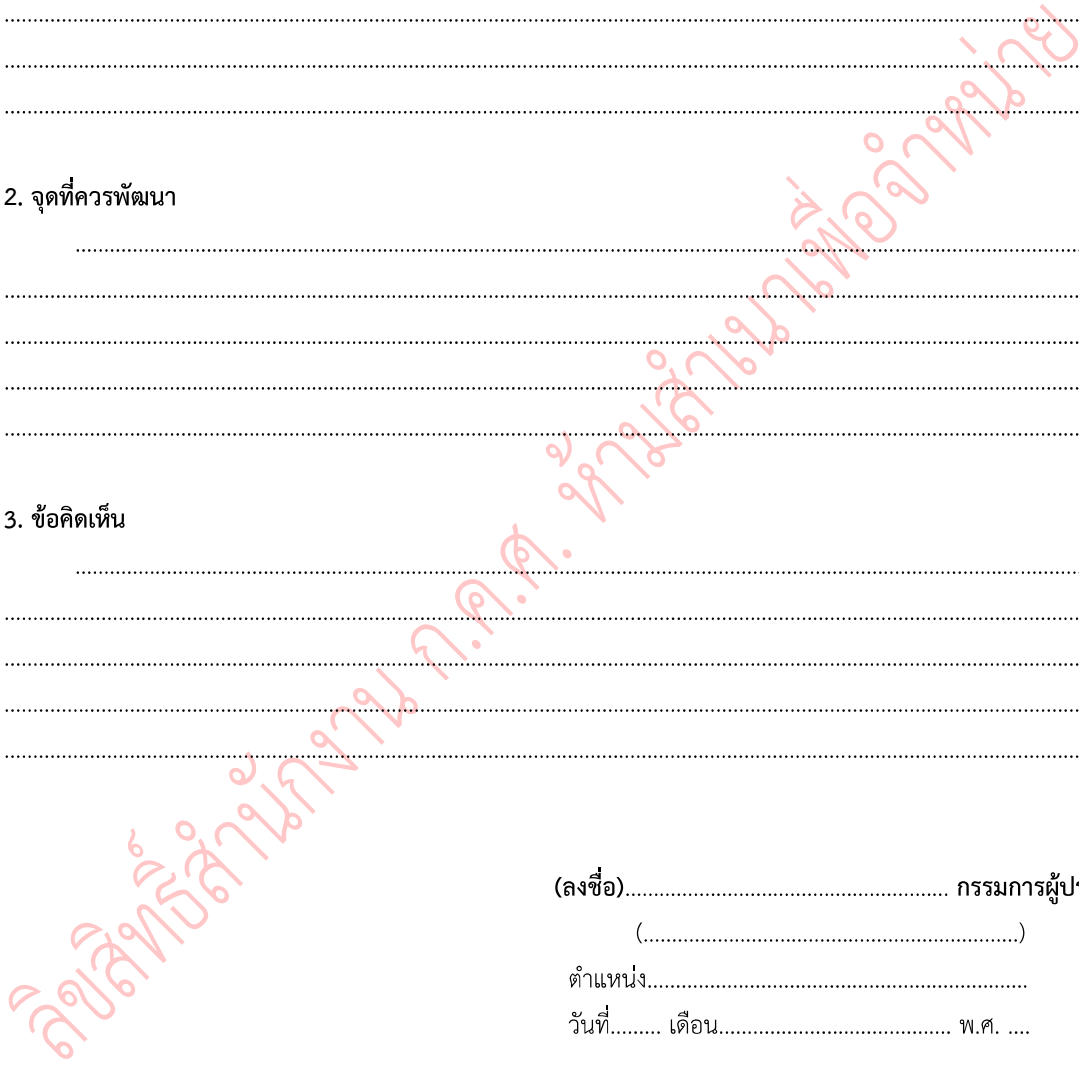 ................................................................................
................................................................................
................................................................................
2. จุดที่ควรพัฒนา
................................................................................
................................................................................
................................................................................
................................................................................
................................................................................
3. ข้อคิดเห็น
................................................................................
................................................................................
................................................................................
................................................................................
................................................................................
ลิขสิทธิ์สำนักงาน ก.ค.ศ. ห้ามสำเนาเพื่อจำหน่าย
(ลงชื่อ)......................................................... กรรมการผู้ปร
(.................................................................)
ตำแหน่ง..................................................................
วันที่......... เดือน......................................... พ.ศ. ....